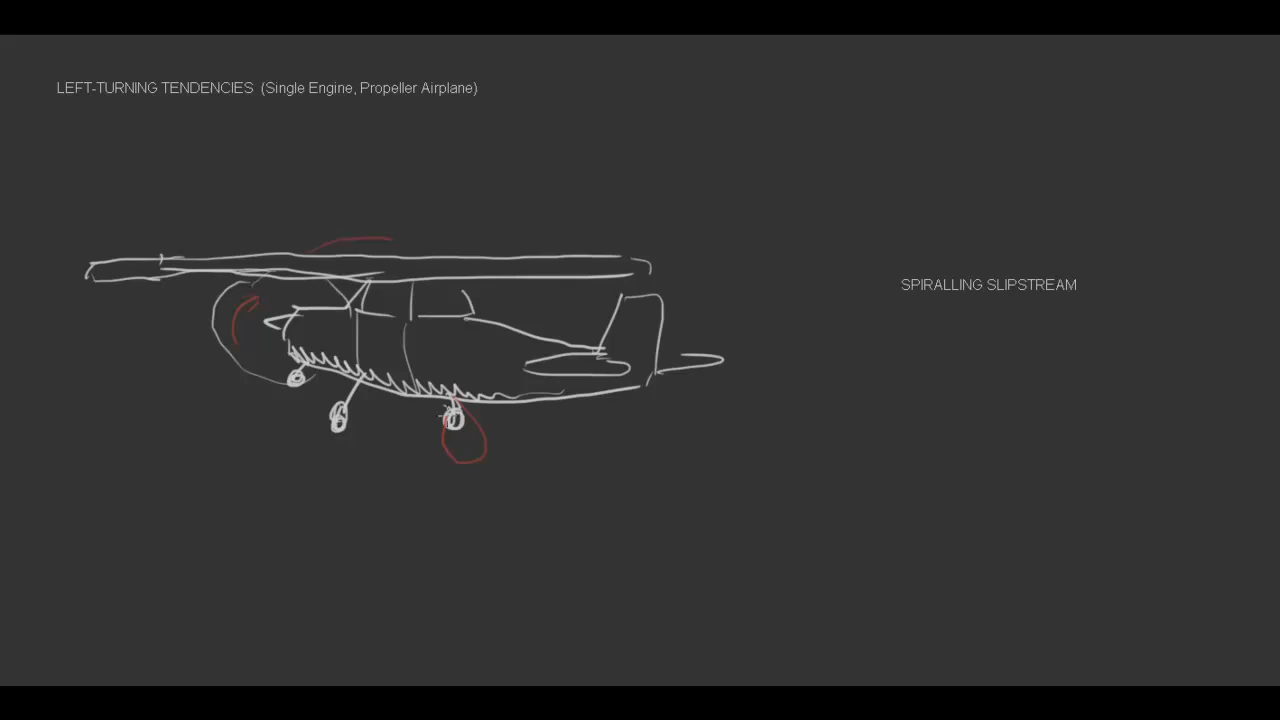 LEFT-TURNING TENDENCIES (Single Engine, Propeller Airplane)
SPIRALLING SLIPSTREAM